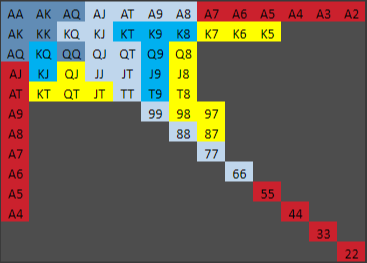 AA AK AQ AJ AT A9 A8 A7 A6 A5 A4 A3 A2
AK KK KQ KJ KT K9 K8 K7 K6 K5
AQ KQ QQ QJ QT Q9 Q8
AJ KJ QJ JJ JT J9 J8
AT KT QT JT TT T9 T8
A9 99 98 97
A8 88 87
A7 77
A6 66
A5 55
A4 44
33
22